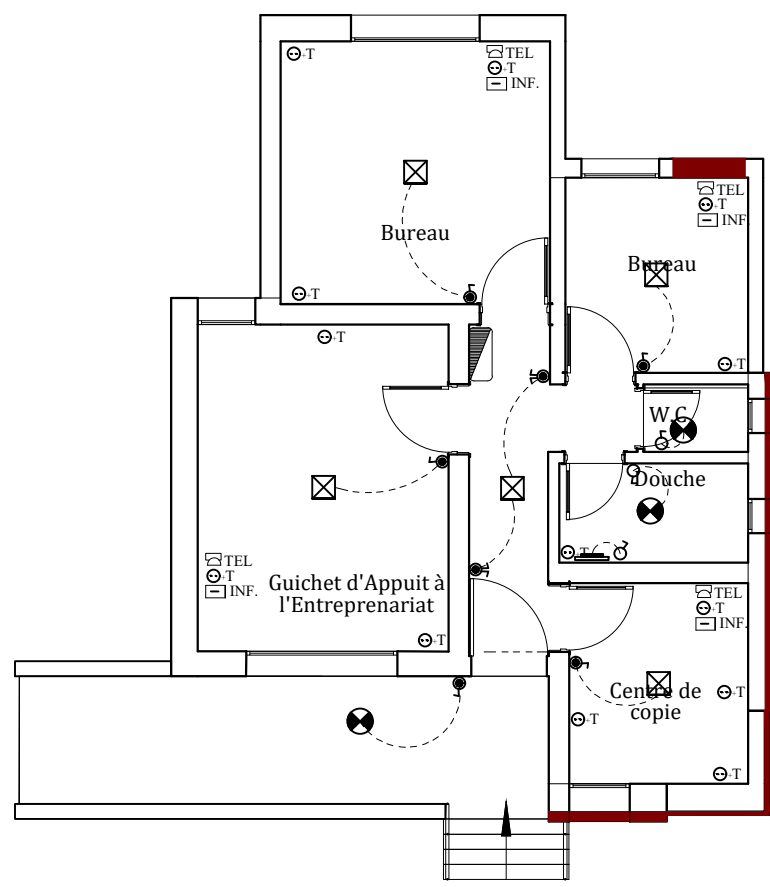 +T
TEL
+T
INF.
Bureau
+T
TEL
+T
INF.
Bureau
+T
+T
W.C
Douche
+T
TEL
+T
INF.
Guichet d'Appuit à
l'Entreprenariat
+T
TEL
+T
INF.
Centre de
copie
+T
+T
+T